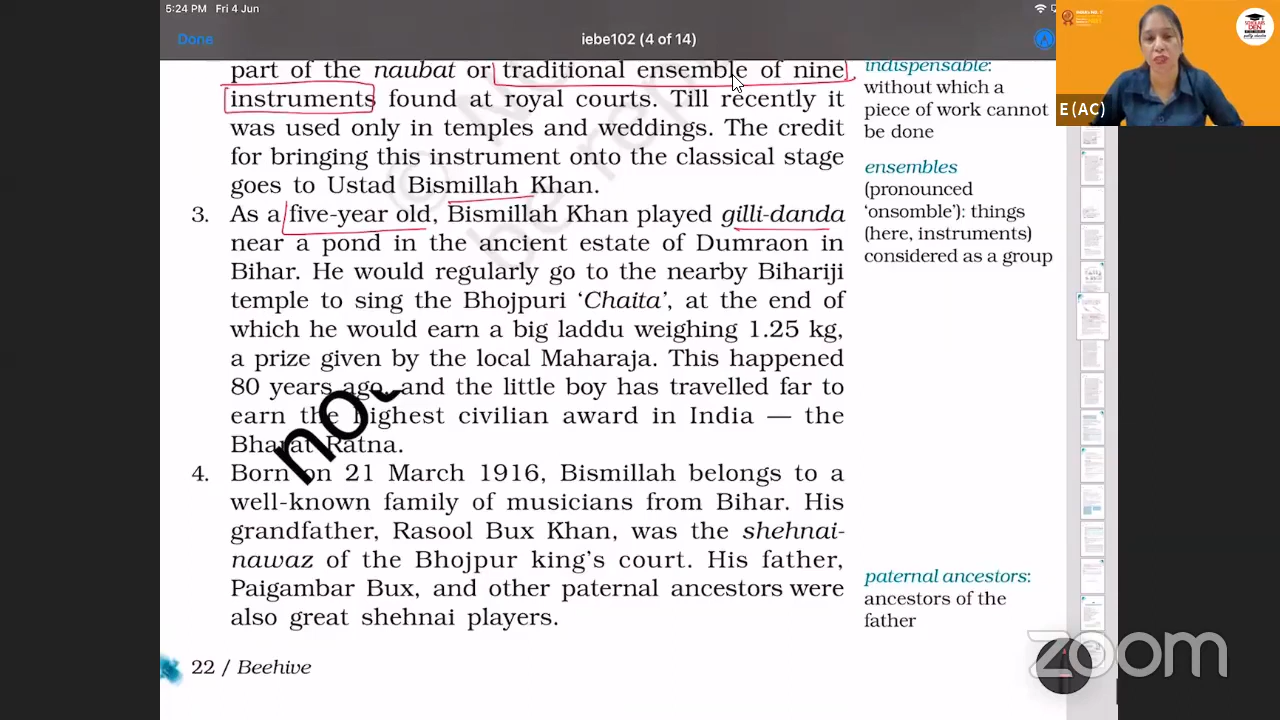 5:24 PM Fri 4 Jun
Done
iebe102 (4 of 14)
part of the naubat or traditional ensemble of nine
instruments found at royal courts. Till recently it
was used only in temples and weddings. The credit
for bringing this instrument onto the classical stage
goes to Ustad Bismillah Khan.
3. As a five-year old, Bismillah Khan played gilli-danda
near a pond in the ancient estate of Dumraon in
Bihar. He would regularly go to the nearby Bihariji
temple to sing the Bhojpuri ‘Chaita’, at the end of
which he would earn a big laddu weighing 1.25 kg,
a prize given by the local Maharaja. This happened
80 years ago, and the little boy has travelled far to
earn the highest civilian award in India — the
Bharat Ratna.
4. Born on 21 March 1916, Bismillah belongs to a
well-known family of musicians from Bihar. His
grandfather, Rasool Bux Khan, was the shehnai-
nawaz of the Bhojpur king’s court. His father,
Paigambar Bux, and other paternal ancestors were
also great shehnai players.
22 / Beehive
indispensable:
without which a
piece of work cannot
be done
ensembles
(pronounced
‘onsomble’): things
(here, instruments)
considered as a group
paternal ancestors:
ancestors of the
father
not
E (AC)
SCHOLARS
DEN
zoom